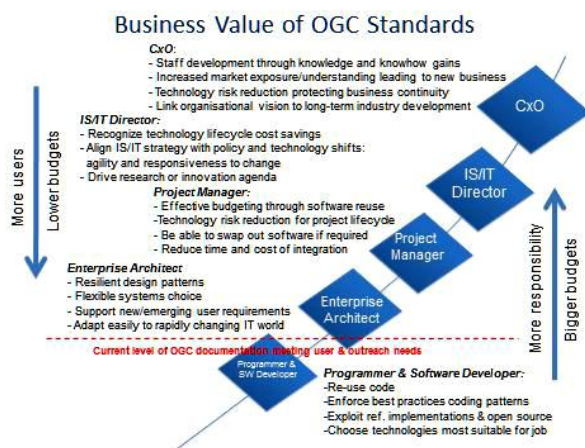 Business Value of OGC Standards
CxO:
- Staff development through knowledge and knowhow gains
- Increased market exposure/understanding leading to new business
-Technology risk reduction protecting business continuity
- Link organisational vision to long-term industry development
IS/IT Director:
- Recognize technology lifecycle cost savings
- Align IS/IT strategy with policy and technology shifts:
agility and responsiveness to change
- Drive research or innovation agenda
Project Manager:
- Effective budgeting through software reuse
-Technology risk reduction for project lifecycle
- Be able to swap out software if required
- Reduce time and cost of integration
Enterprise Architect
- Resilient design patterns
- Flexible systems choice
- Support new/emerging user requirements
- Adapt easily to rapidly changing IT world
Current level of OGC documentation meeting user & outreach needs
Programmer & Software Developer:
- Re-use code
-Enforce best practices coding patterns
-Exploit ref. implementations & open source
-Choose technologies most suitable for job
More users
Lower budgets
CxO
IS/IT
Director
Project
Manager
Enterprise
Architect
Programmer &
SW Developer
More responsibility
Bigger budgets